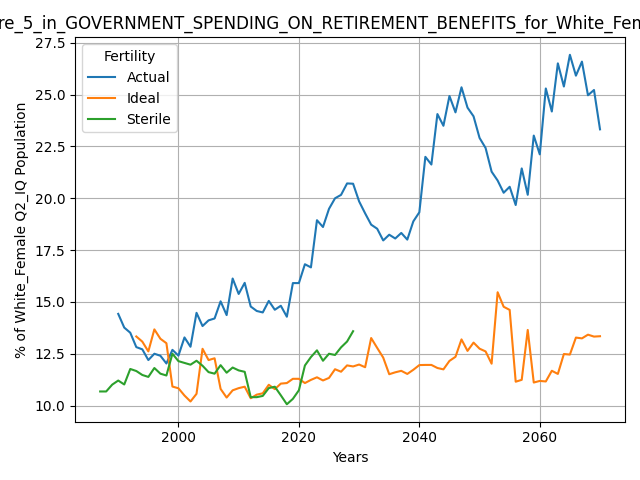 re_5_in_GOVERNMENT_SPENDING_ON_RETIREMENT_BENEFITS_for_White_Fem
Fertility
Actual
Ideal
Sterile
% of White_Female Q2_IQ Population
27.5
25.0
22.5
20.0
17.5
15.0
12.5
10.0
2000
2020
2040
2060
Years